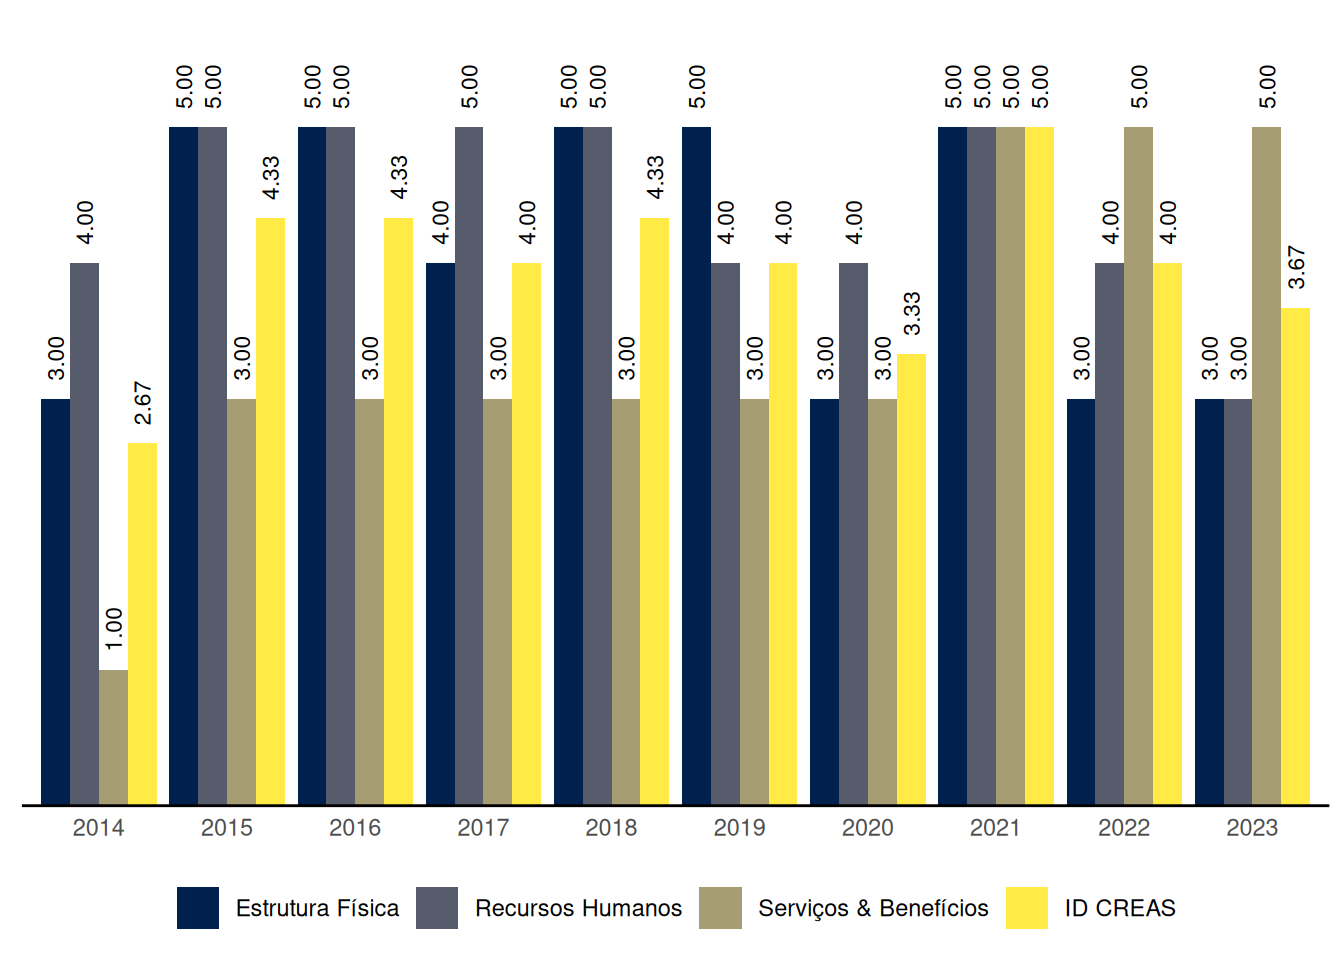 5.00 5.00 5.00 5.00 5.00 5.00 5.00 5.00 5.00 5.00 5.00 5.00 5.00 5.00
4.33 4.33 4.33
4.00 4.00 4.00 4.00 4.00 4.00 4.00 4.00
3.67
3.33
3.00 3.00 3.00 3.00 3.00 3.00 3.00 3.00 3.00 3.00 3.00
2.67
1.00
2014 2015 2016 2017 2018 2019 2020 2021 2022 2023
Estrutura Física Recursos Humanos Serviços & Benefícios ID CREAS